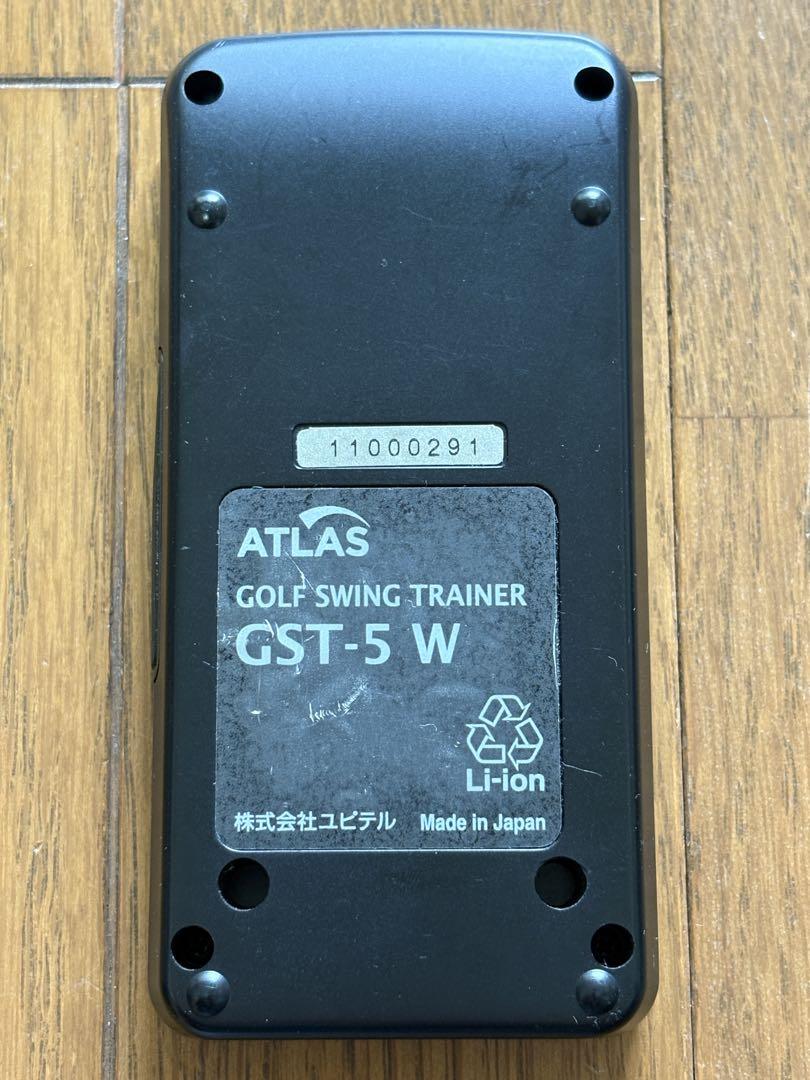 11000291
ATLAS
GOLF SWING TRAINER
GST-5 W
Li-ion
株式会社ユピテル Made in Japan